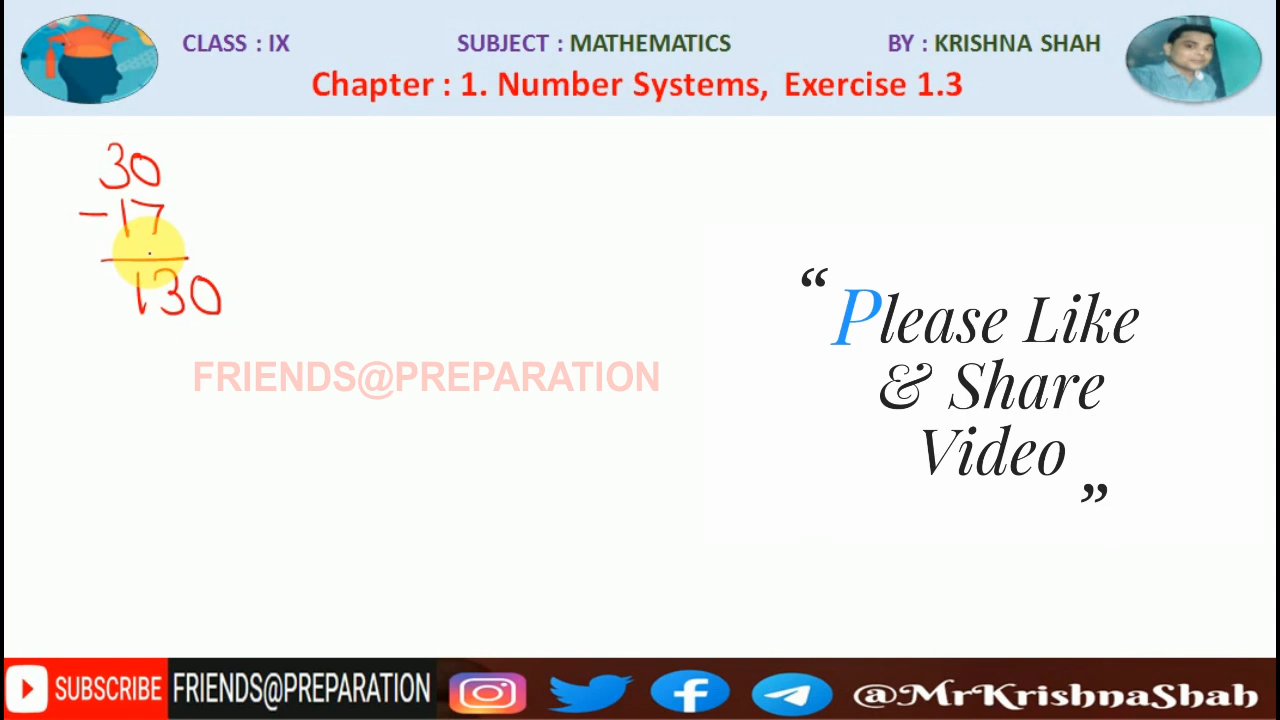 CLASS : IX SUBJECT : MATHEMATICS BY : KRISHNA SHAH
Chapter : 1. Number Systems, Exercise 1.3
30
-17
130
FRIENDS@PREPARATION
“ Please Like
& Share
Video ”
SUBSCRIBE FRIENDS@PREPARATION @MrKrishnaShah